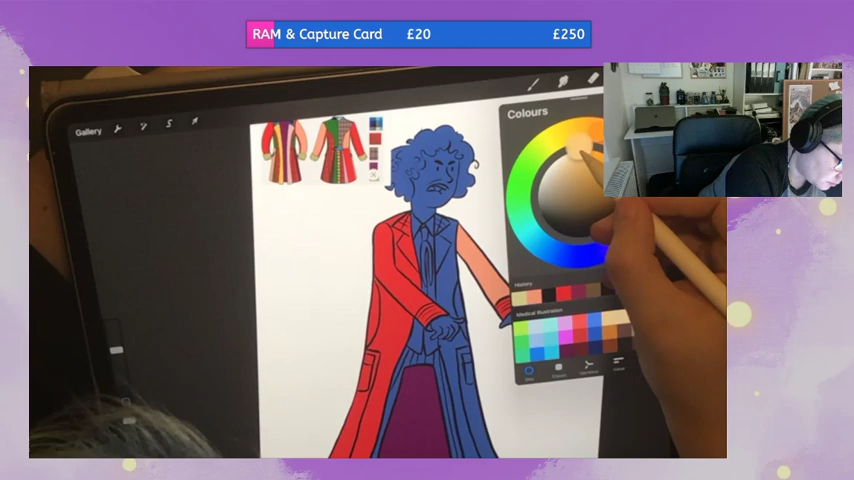 RAM & Capture Card £20 £250
Gallery
Colours
History
Medical Illustration